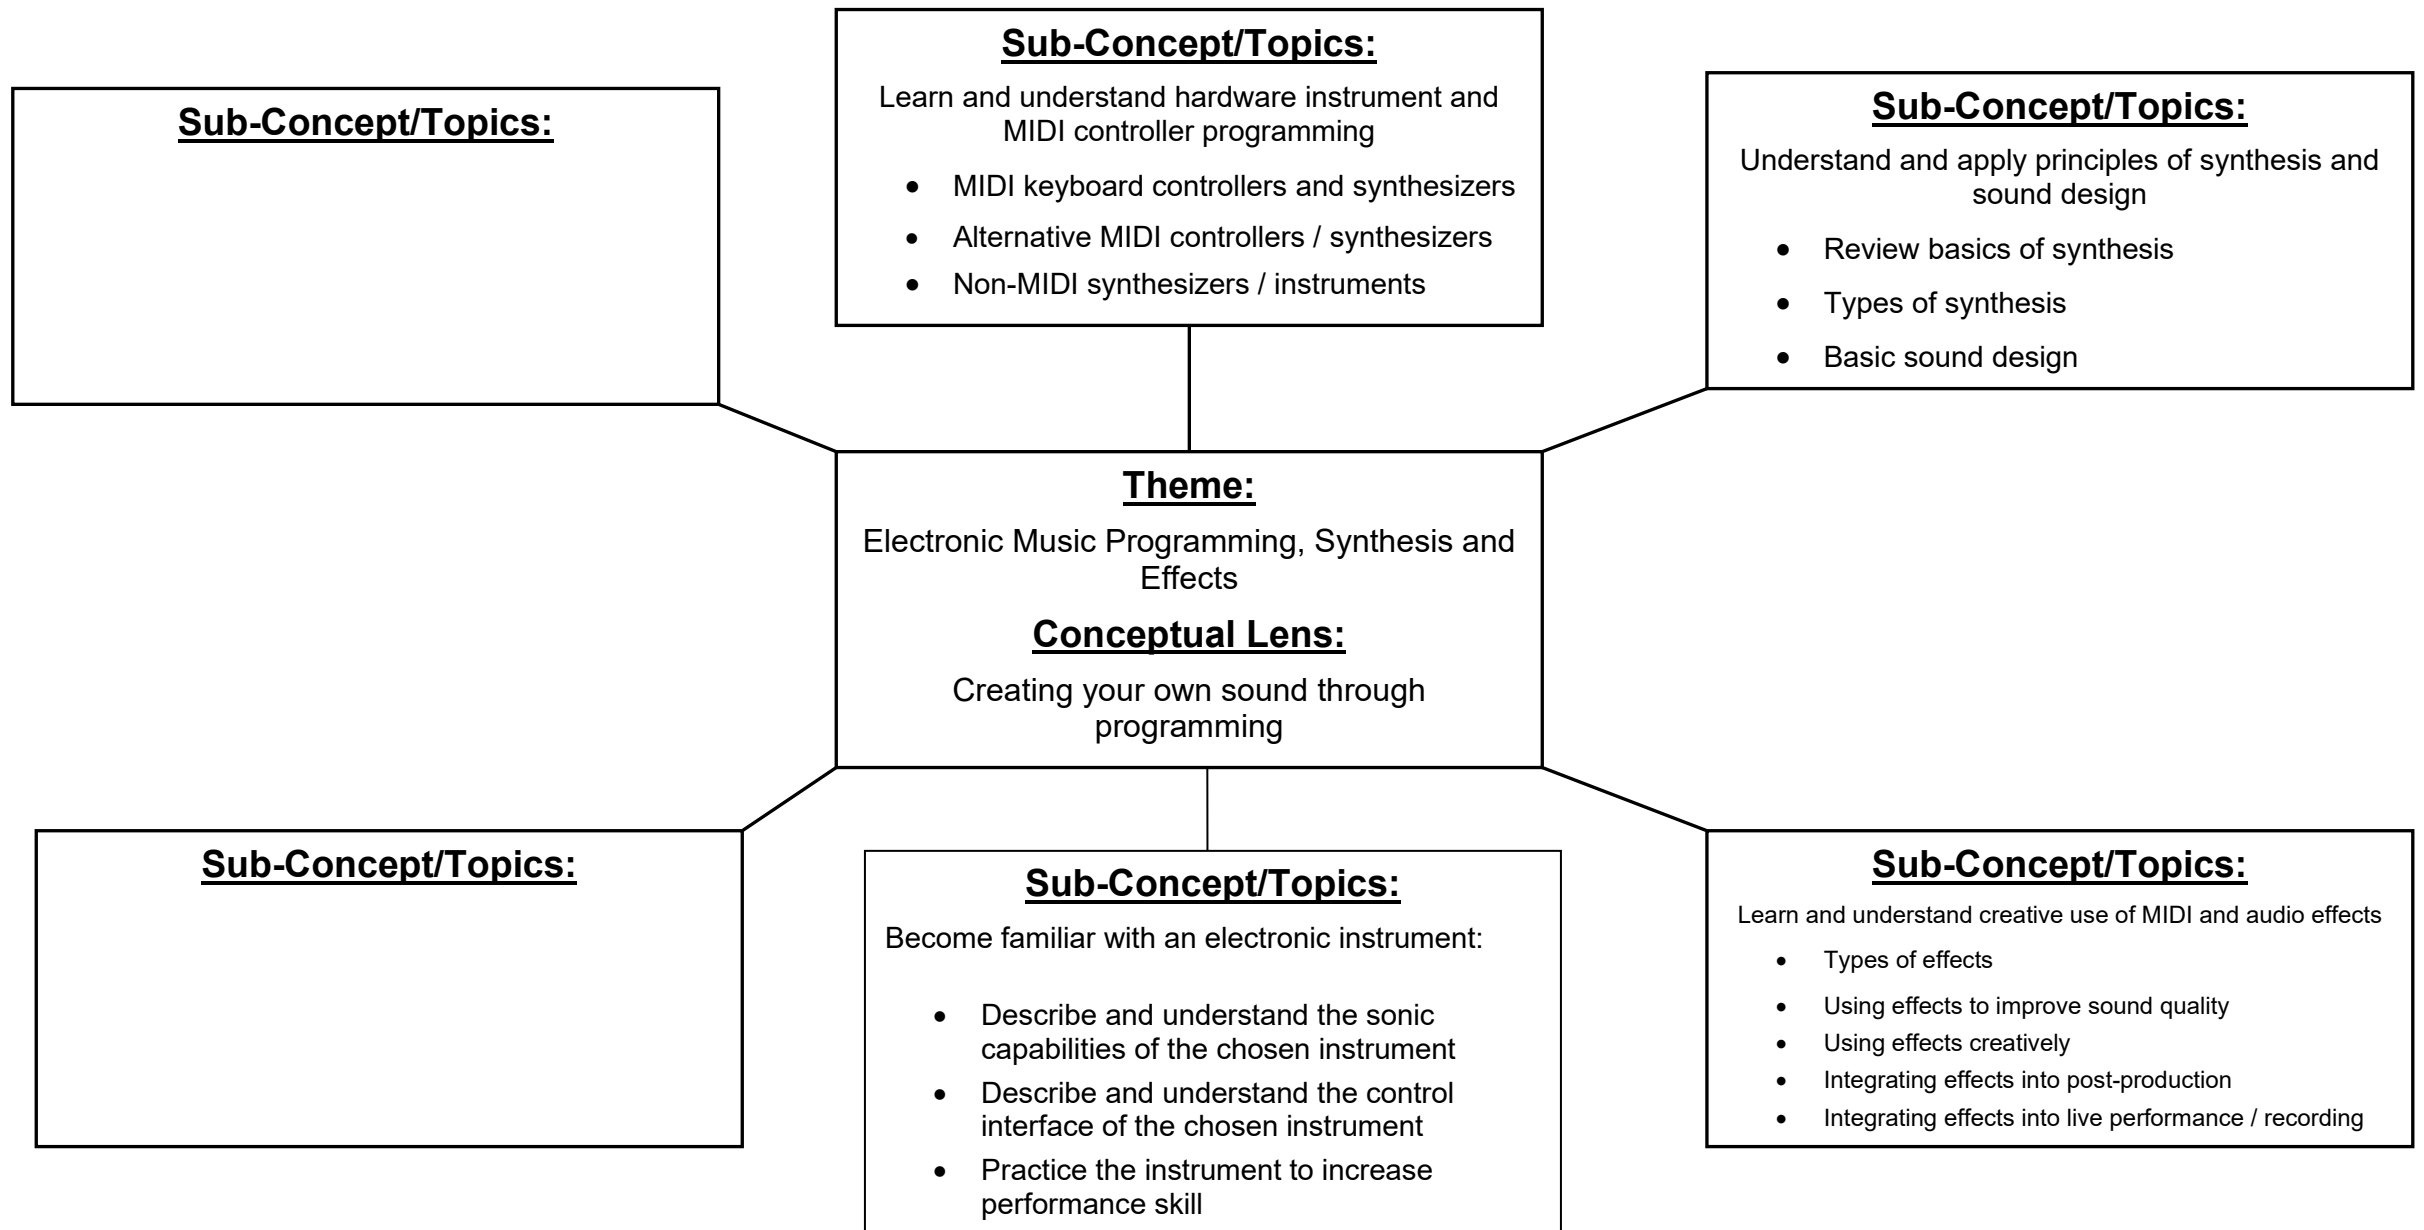 Sub-Concept/Topics:
Sub-Concept/Topics:
Learn and understand hardware instrument and
MIDI controller programming
• MIDI keyboard controllers and synthesizers
• Alternative MIDI controllers / synthesizers
• Non-MIDI synthesizers / instruments
Sub-Concept/Topics:
Understand and apply principles of synthesis and
sound design
• Review basics of synthesis
• Types of synthesis
• Basic sound design
Theme:
Electronic Music Programming, Synthesis and
Effects
Conceptual Lens:
Creating your own sound through
programming
Sub-Concept/Topics:
Sub-Concept/Topics:
Become familiar with an electronic instrument:
• Describe and understand the sonic
capabilities of the chosen instrument
• Describe and understand the control
interface of the chosen instrument
• Practice the instrument to increase
performance skill
Sub-Concept/Topics:
Learn and understand creative use of MIDI and audio effects
• Types of effects
• Using effects to improve sound quality
• Using effects creatively
• Integrating effects into post-production
• Integrating effects into live performance / recording